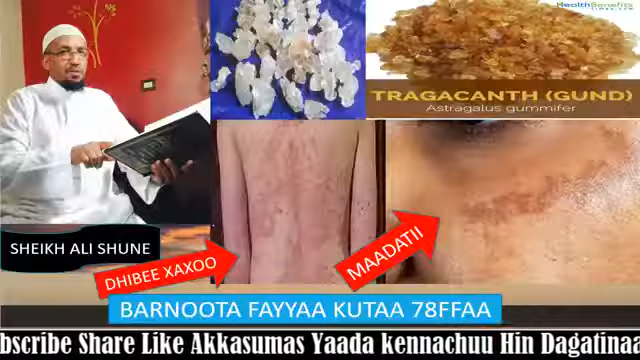 HealthBenefits
TRAGACANTH (GUND)
Astragalus gummifer
SHEIKH ALI SHUNE
DHIBEE XAXOO
MAADATII
BARNOOTA FAYYAA KUTAA 78FFAA
bscribe Share Like Akkasumas Yaada kennachuu Hin Dagatinaa